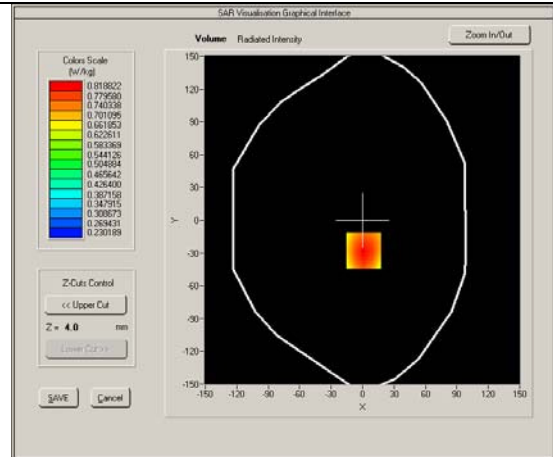 SAR Visualisation Graphical Interface
Volume Radiated Intensity
Zoom In/Out
Colors Scale
(W/kg)
0.818822
0.779580
0.740338
0.701095
0.661853
0.622611
0.583369
0.544126
0.504884
0.465642
0.426400
0.387158
0.347915
0.308673
0.269431
0.230189
Z-Cuts Control
<< Upper Cut
Z = 4.0 mm
SAVE
Cancel
150-
120-
90-
60-
30-
0-
-30-
-60-
-90-
-120-
-150-
Y
-150 -120 -90 -60 -30 0 30 60 90 120 150
X